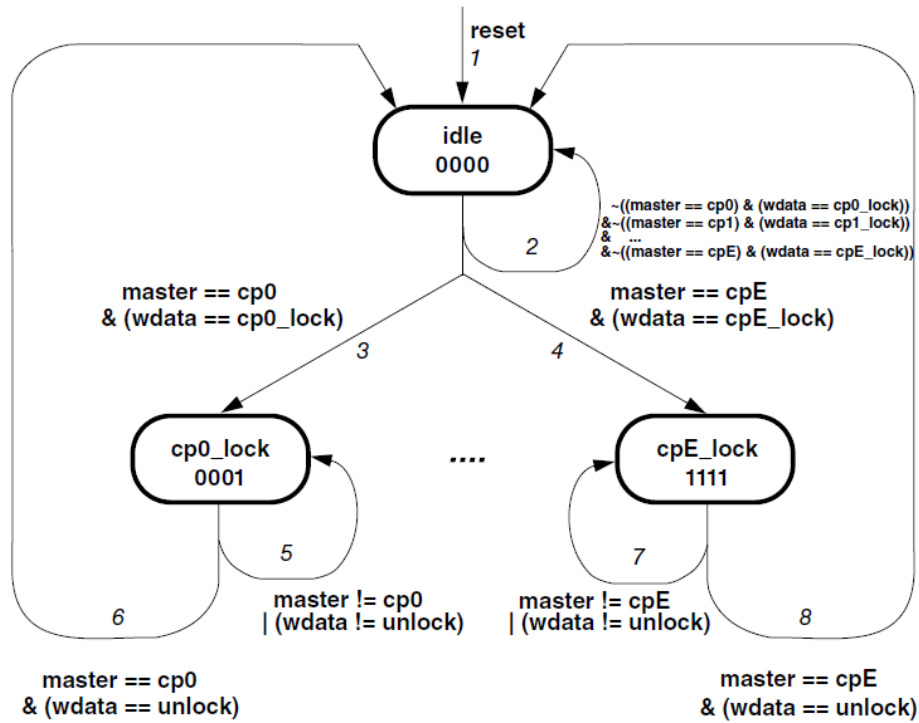 reset
1
idle
0000
~((master == cp0) & (wdata == cp0_lock))
&~((master == cp1) & (wdata == cp1_lock))
& ...
&~((master == cpE) & (wdata == cpE_lock))
2
master == cp0
& (wdata == cp0_lock)
master == cpE
& (wdata == cpE_lock)
3
4
cp0_lock
0001
....
cpE_lock
1111
5
7
master != cp0
| (wdata != unlock)
master != cpE
| (wdata != unlock)
6
8
master == cp0
& (wdata == unlock)
master == cpE
& (wdata == unlock)